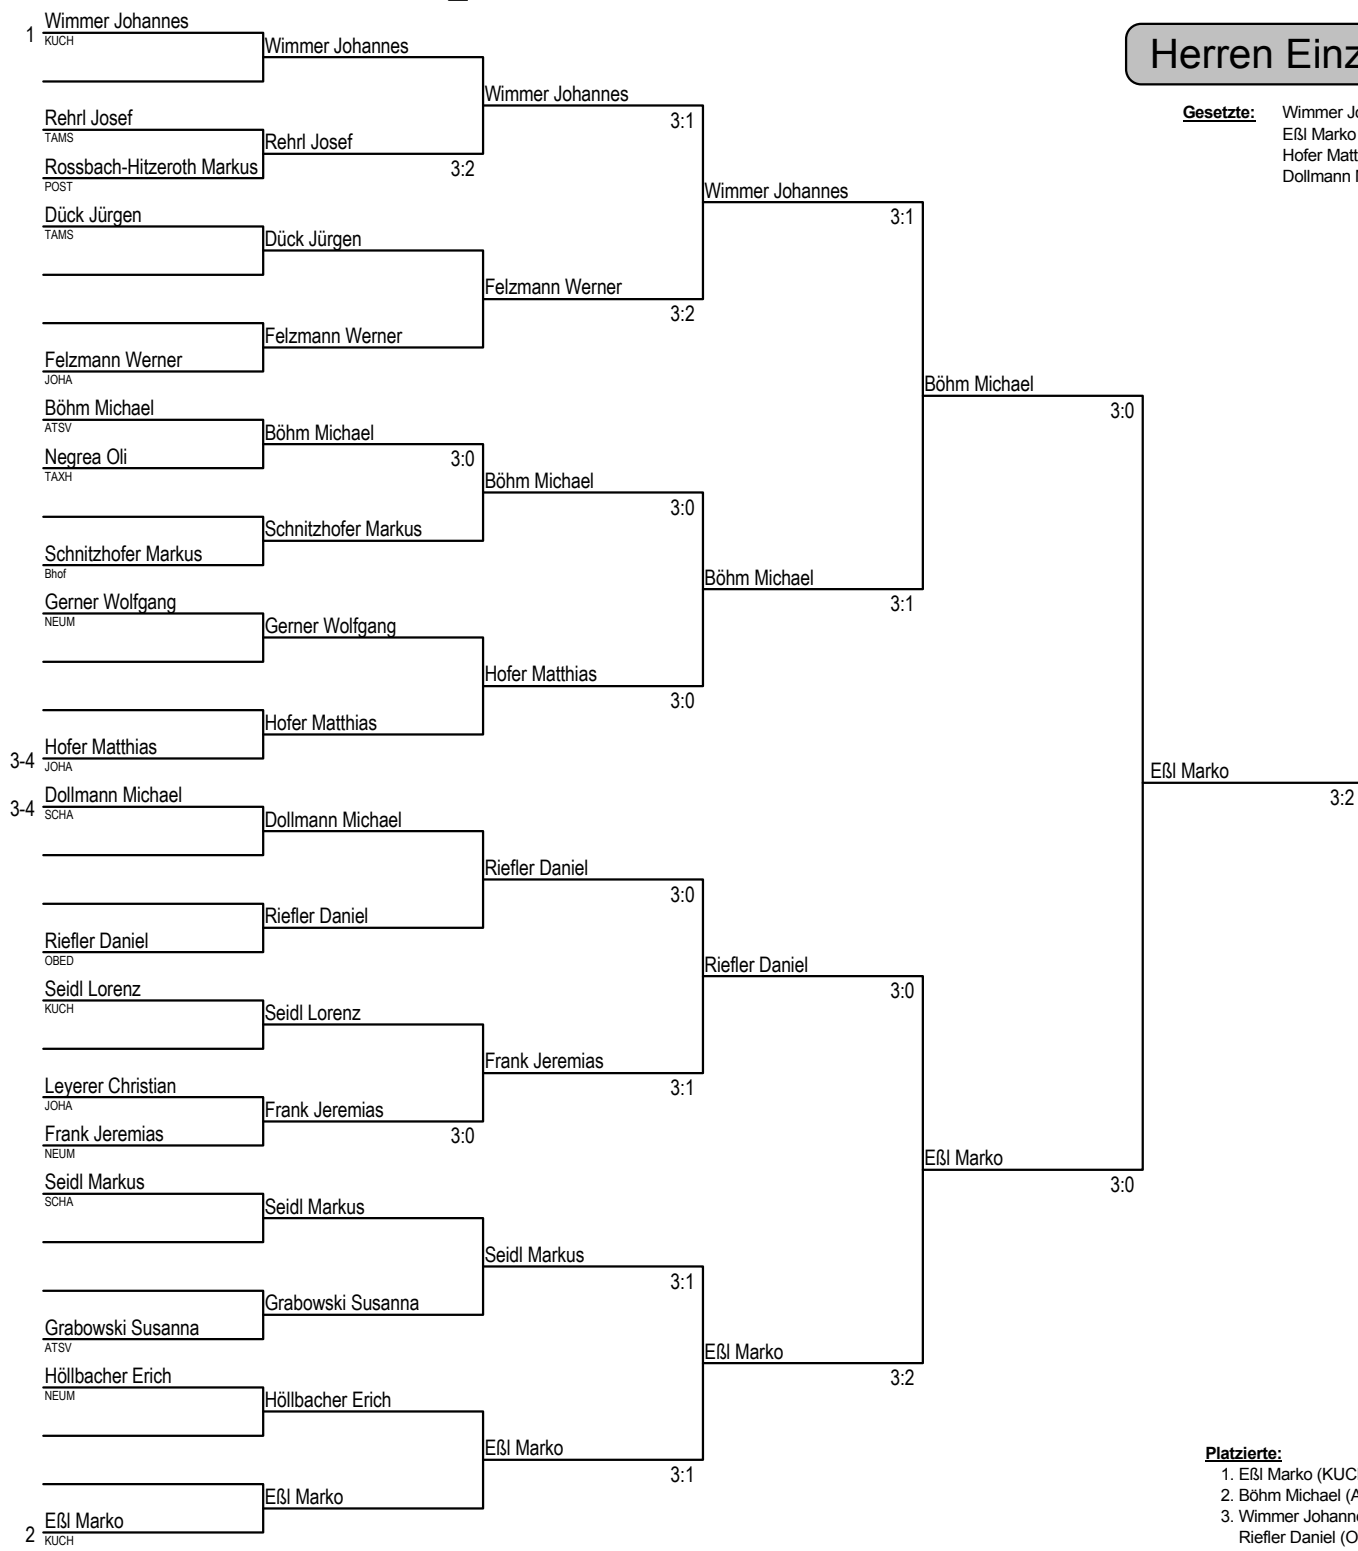 Herren Einz
Gesetzte: Wimmer Jo
Eßl Marko
Hofer Matt
Dollmann
1 Wimmer Johannes
KUCH
Rehrl Josef
TAMS
Rossbach-Hitzeroth Markus
POST
Dück Jürgen
TAMS
Felzmann Werner
JOHA
Böhm Michael
ATSV
Negrea Oli
TAXH
Schnitzhofer Markus
Bhof
Gerner Wolfgang
NEUM
3-4 Hofer Matthias
JOHA
3-4 Dollmann Michael
SCHA
Riefler Daniel
OBED
Seidl Lorenz
KUCH
Leyerer Christian
JOHA
Frank Jeremias
NEUM
Seidl Markus
SCHA
Grabowski Susanna
ATSV
Höllbacher Erich
NEUM
2 Eßl Marko
KUCH
Wimmer Johannes
Rehrl Josef
3:2
Dück Jürgen
Felzmann Werner
Böhm Michael
3:0
Schnitzhofer Markus
Gerner Wolfgang
Hofer Matthias
Dollmann Michael
Riefler Daniel
Seidl Lorenz
Frank Jeremias
3:0
Seidl Markus
Grabowski Susanna
Höllbacher Erich
Eßl Marko
Wimmer Johannes
3:1
Felzmann Werner
3:2
Böhm Michael
3:0
Hofer Matthias
3:0
Riefler Daniel
3:0
Frank Jeremias
3:1
Seidl Markus
3:1
Eßl Marko
3:1
Wimmer Johannes
3:1
Böhm Michael
3:1
Riefler Daniel
3:0
Eßl Marko
3:2
Böhm Michael
3:0
Eßl Marko
3:0
Eßl Marko
3:2
Platzierte:
1. Eßl Marko (KUC
2. Böhm Michael (A
3. Wimmer Johann
Riefler Daniel (O